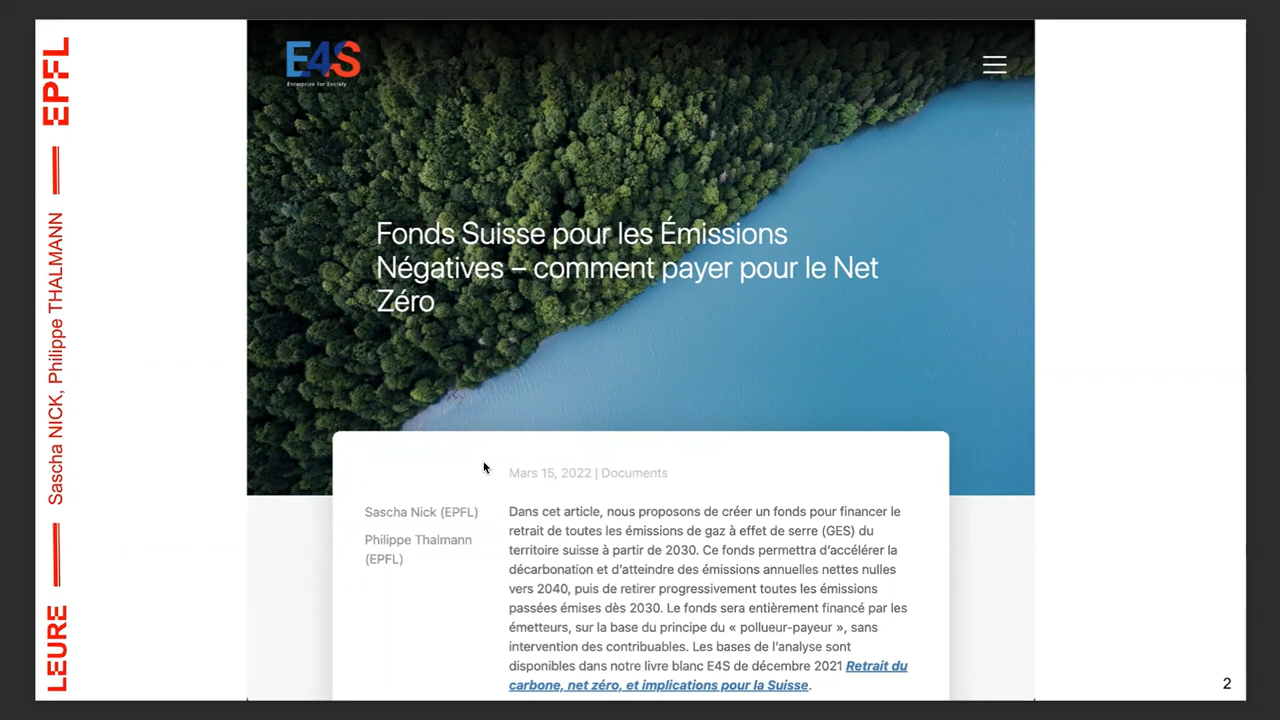 EPFL
Sascha NICK, Philippe THALMANN
LEURE
E4S
Enterprise for Society
Fonds Suisse pour les Émissions
Négatives – comment payer pour le Net
Zéro
Mars 15, 2022 | Documents
Sascha Nick (EPFL)
Philippe Thalmann
(EPFL)
Dans cet article, nous proposons de créer un fonds pour financer le
retrait de toutes les émissions de gaz à effet de serre (GES) du
territoire suisse à partir de 2030. Ce fonds permettra d’accélérer la
décarbonation et d’atteindre des émissions annuelles nettes nulles
vers 2040, puis de retirer progressivement toutes les émissions
passées émises dès 2030. Le fonds sera entièrement financé par les
émetteurs, sur la base du principe du « pollueur-payeur », sans
intervention des contribuables. Les bases de l’analyse sont
disponibles dans notre livre blanc E4S de décembre 2021 Retrait du
carbone, net zéro, et implications pour la Suisse.
2